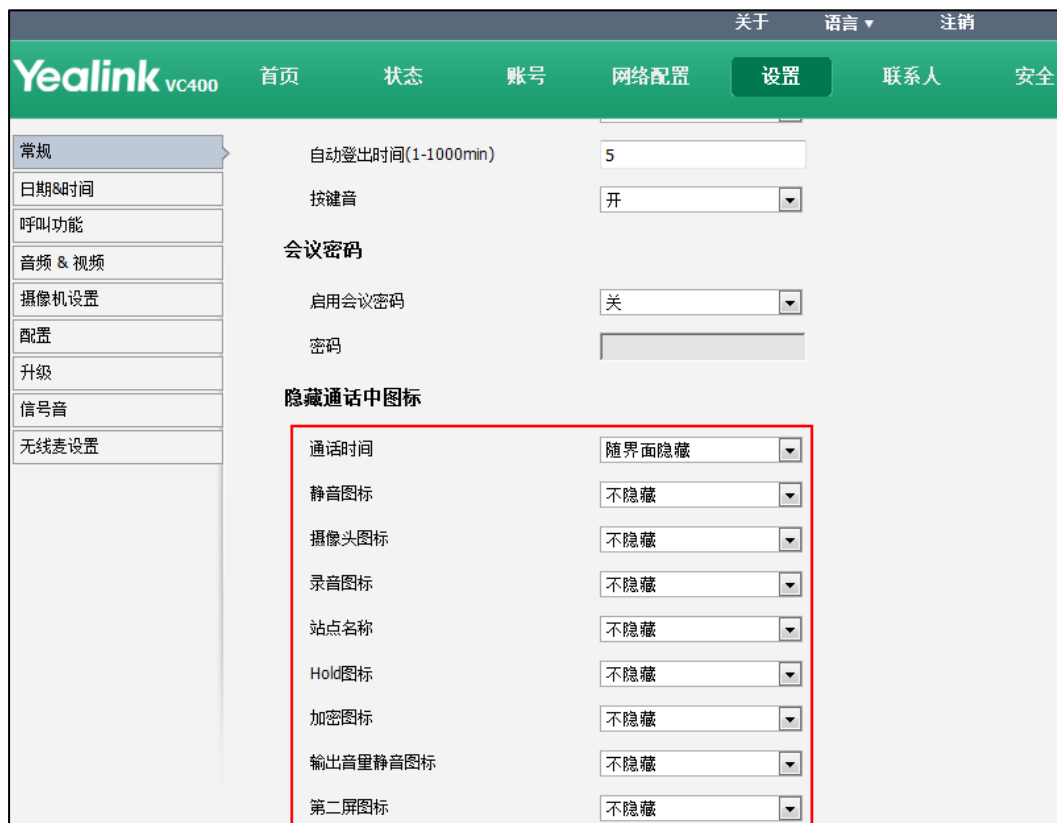 关于 语言 ▼ 注销
Yealink VC400 首页 状态 账号 网络配置 设置 联系人 安全
常规
日期&时间
呼叫功能
音频 & 视频
摄像机设置
配置
升级
信号音
无线麦设置
自动登出时间(1-1000min) 5
按键音 开
会议密码
启用会议密码 关
密码
隐藏通话中图标
通话时间 随界面隐藏
静音图标 不隐藏
摄像头图标 不隐藏
录音图标 不隐藏
站点名称 不隐藏
Hold图标 不隐藏
加密图标 不隐藏
输出音量静音图标 不隐藏
第二屏图标 不隐藏